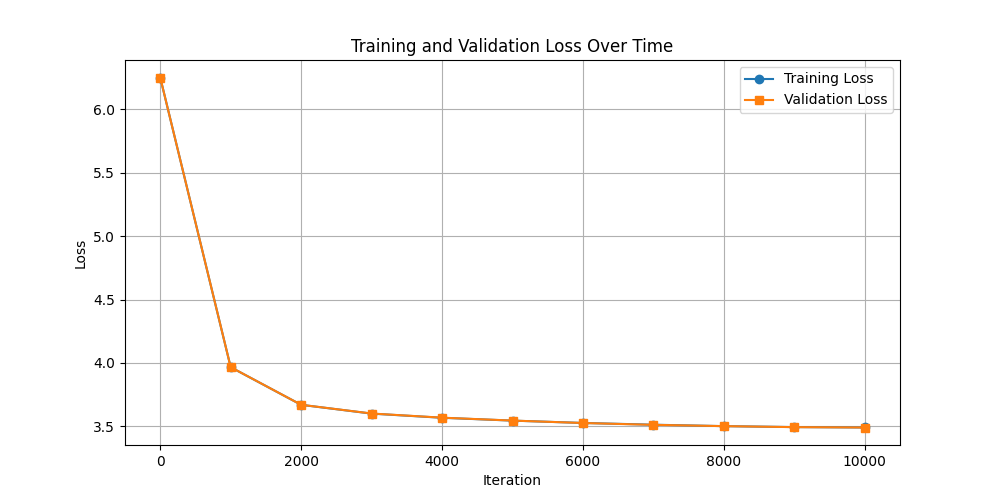 Training and Validation Loss Over Time
Training Loss
Validation Loss
Loss
6.0
5.5
5.0
4.5
4.0
3.5
0 2000 4000 6000 8000 10000
Iteration